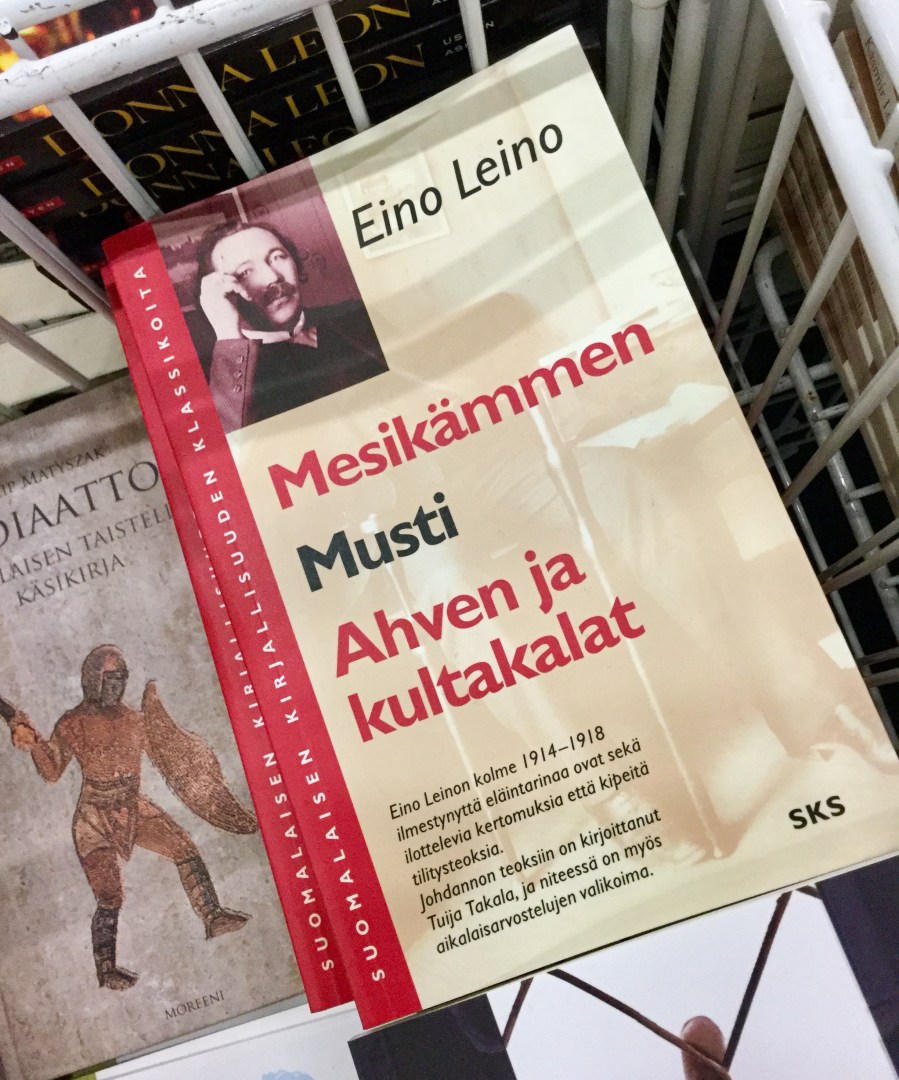 DONNA LEON
DONNA LEON
DONNA LEON
Eino Leino
Mesikämmen
Musti
Ahven ja
kultakalat
Eino Leinon kolme 1914–1918
ilmestynyttä eläintarinaa ovat sekä
ilottelevia kertomuksia että kipeitä
tilitysteoksia.
Johdannon teoksiin on kirjoittanut
Tuija Takala, ja niteessä on myös
aikalaisarvostelujen valikoima.
SKS
SUOMALAISEN KIRJALLISUUDEN KLASSIKOITA
SUOMALAISEN
MATYSZAK
KÄSIKIRJA
MORFENI